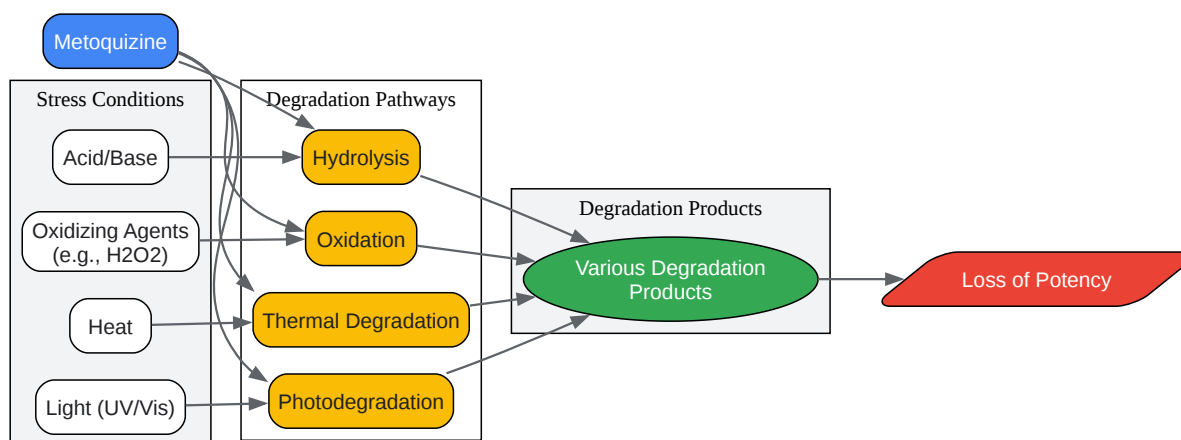 Metoquizine
Stress Conditions
Acid/Base
Oxidizing Agents
(e.g., H2O2)
Heat
Light (UV/Vis)
Degradation Pathways
Hydrolysis
Oxidation
Thermal Degradation
Photodegradation
Degradation Products
Various Degradation
Products
Loss of Potency